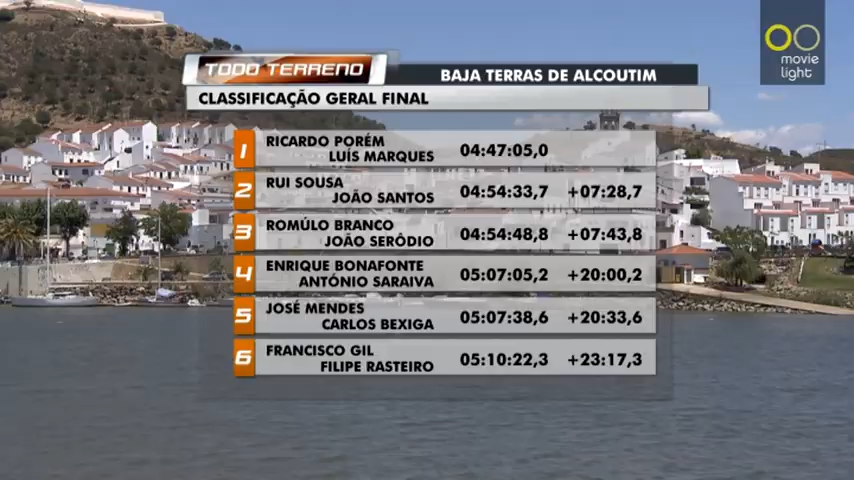 movie
light
TODO TERRENO
BAJA TERRAS DE ALCOUTIM
CLASSIFICAÇÃO GERAL FINAL
1 RICARDO PORÉM
LUÍS MARQUES 04:47:05,0
2 RUI SOUSA
JOÃO SANTOS 04:54:33,7 +07:28,7
3 ROMÚLO BRANCO
JOÃO SERÔDIO 04:54:48,8 +07:43,8
4 ENRIQUE BONAFONTE
ANTÓNIO SARAIVA 05:07:05,2 +20:00,2
5 JOSÉ MENDES
CARLOS BEXIGA 05:07:38,6 +20:33,6
6 FRANCISCO GIL
FILIPE RASTEIRO 05:10:22,3 +23:17,3